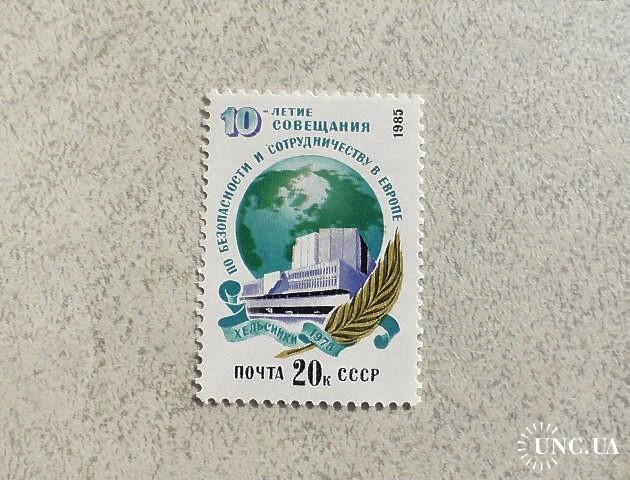 10-ЛЕТИЕ
СОВЕЩАНИЯ
ПО БЕЗОПАСНОСТИ И СОТРУДНИЧЕСТВУ В ЕВРОПЕ
1985
ХЕЛЬСИНКИ 1975
ПОЧТА 20к СССР
UNC.UA